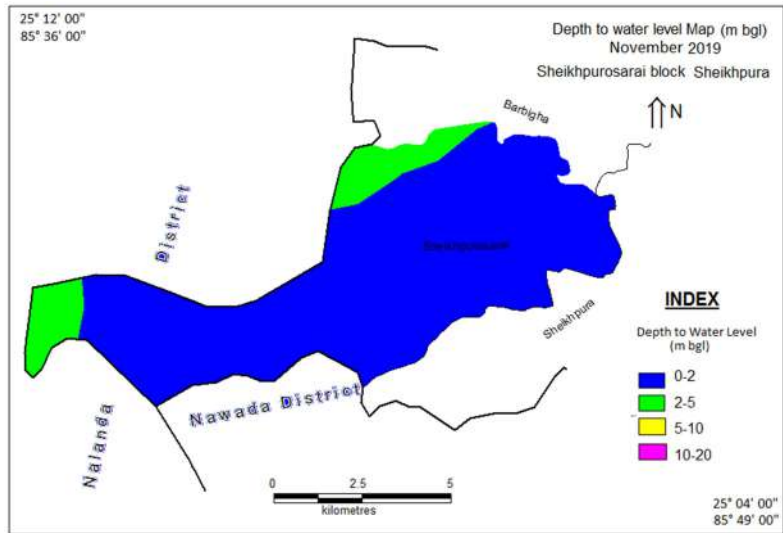 25° 12' 00"
85° 36' 00"
Depth to water level Map (m bgl)
November 2019
Sheikhpurosarai block Sheikhpura
Barbigha
N
District
Sheikhpurosarai
Sheikhpura
INDEX
Depth to Water Level
(m bgl)
0-2
2-5
5-10
10-20
Nawada District
Nalanda
0 2.5 5
kilometres
25° 04' 00"
85° 49' 00"